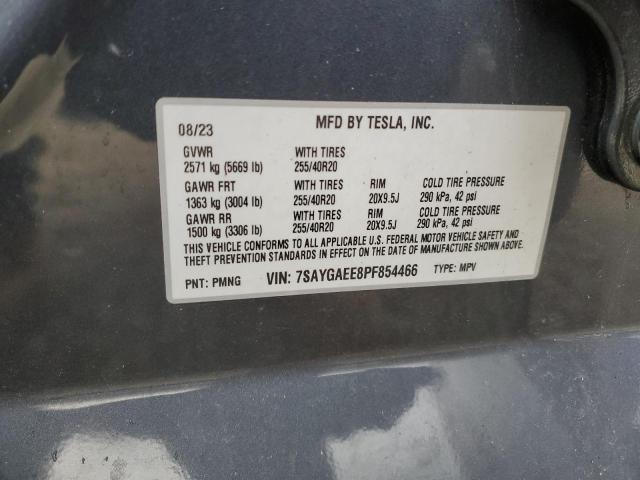 08/23 MFD BY TESLA, INC.
GVWR WITH TIRES
2571 kg (5669 lb) 255/40R20
GAWR FRT WITH TIRES RIM COLD TIRE PRESSURE
1363 kg (3004 lb) 255/40R20 20X9.5J 290 kPa, 42 psi
GAWR RR WITH TIRES RIM COLD TIRE PRESSURE
1500 kg (3306 lb) 255/40R20 20X9.5J 290 kPa, 42 psi
THIS VEHICLE CONFORMS TO ALL APPLICABLE U.S. FEDERAL MOTOR VEHICLE SAFETY AND
THEFT PREVENTION STANDARDS IN EFFECT ON THE DATE OF MANUFACTURE SHOWN ABOVE.
PNT: PMNG VIN: 7SAYGAEE8PF854466 TYPE: MPV